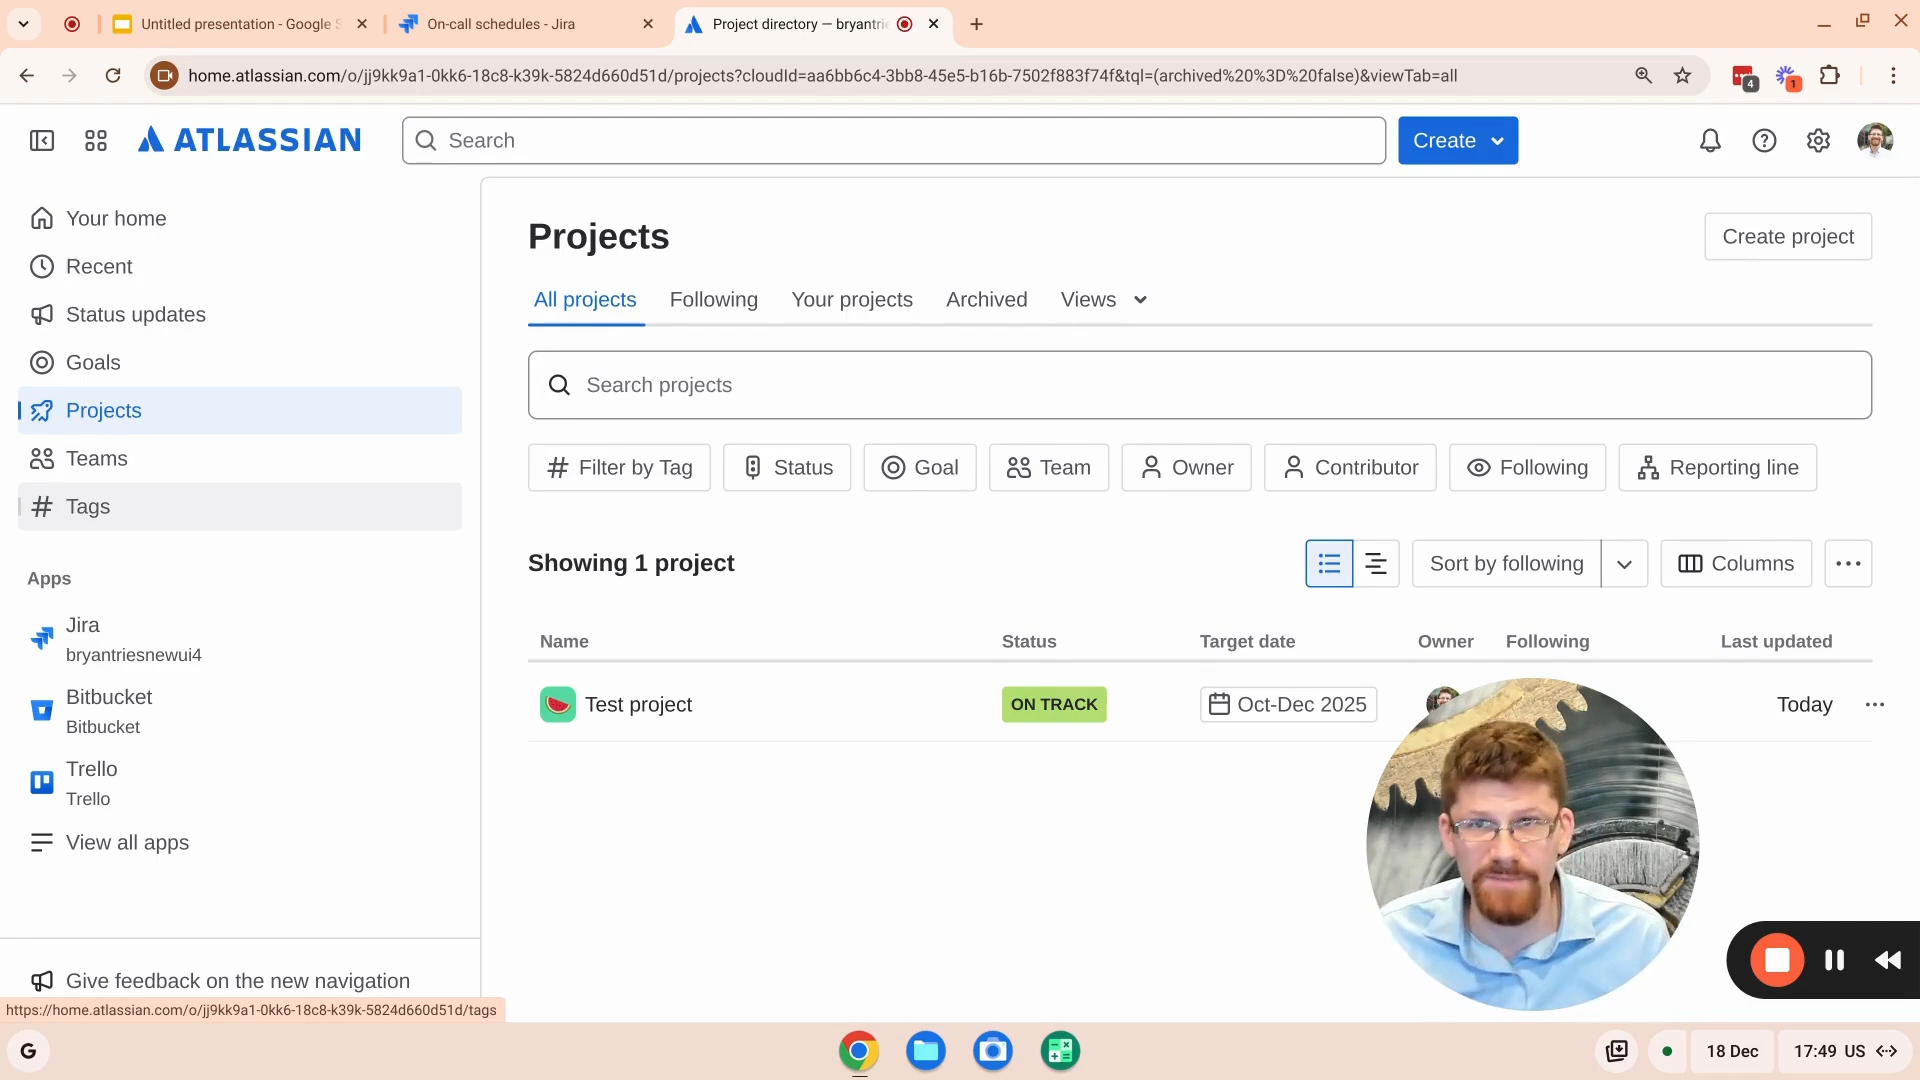 Untitled presentation - Google S
On-call schedules - Jira
Project directory — bryantrie
home.atlassian.com/o/jj9kk9a1-0kk6-18c8-k39k-5824d660d51d/projects?cloudId=aa6bb6c4-3bb8-45e5-b16b-7502f883f74f&tql=(archived%20%3D%20false)&viewTab=all
4
1
ATLASSIAN
Search
Create
Your home
Recent
Status updates
Goals
Projects
Teams
Tags
Apps
Jira
bryantriesnewui4
Bitbucket
Bitbucket
Trello
Trello
View all apps
Give feedback on the new navigation
https://home.atlassian.com/o/jj9kk9a1-0kk6-18c8-k39k-5824d660d51d/tags
Projects
Create project
All projects
Following
Your projects
Archived
Views
Search projects
Filter by Tag
Status
Goal
Team
Owner
Contributor
Following
Reporting line
Showing 1 project
Sort by following
Columns
Name
Status
Target date
Owner
Following
Last updated
Test project
ON TRACK
Oct-Dec 2025
Today
G
18 Dec
17:49 US